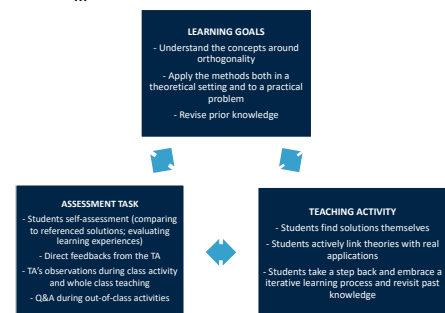 LEARNING GOALS
- Understand the concepts around
orthogonality
- Apply the methods both in a
theoretical setting and to a practical
problem
- Revise prior knowledge
ASSESSMENT TASK
- Students self-assessment (comparing
to referenced solutions; evaluating
learning experiences)
- Direct feedbacks from the TA
- TA's observations during class activity
and whole class teaching
- Q&A during out-of-class activities
TEACHING ACTIVITY
- Students find solutions themselves
- Students actively link theories with real
applications
- Students take a step back and embrace a
iterative learning process and revisit past
knowledge